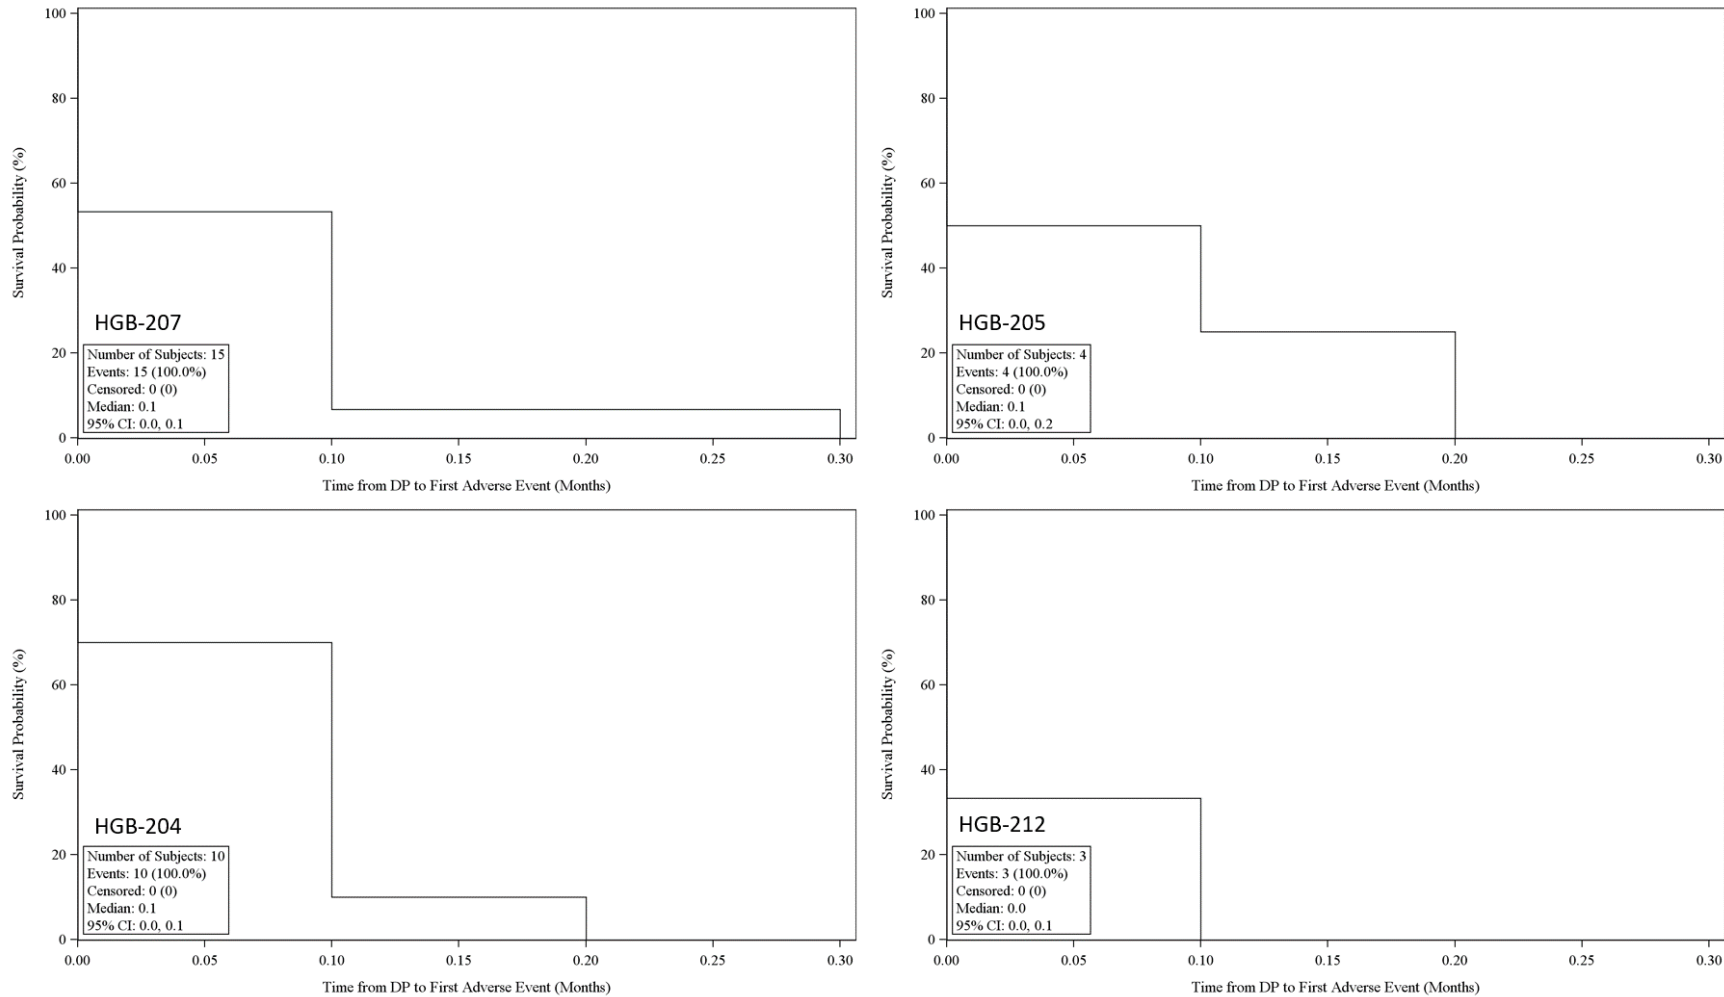 100
80
60
40
20
0
Survival Probability (%)
HGB-207
Number of Subjects: 15
Events: 15 (100.0%)
Censored: 0 (0)
Median: 0.1
95% CI: 0.0, 0.1
0.00 0.05 0.10 0.15 0.20 0.25 0.30
Time from DP to First Adverse Event (Months)
100
80
60
40
20
0
Survival Probability (%)
HGB-205
Number of Subjects: 4
Events: 4 (100.0%)
Censored: 0 (0)
Median: 0.1
95% CI: 0.0, 0.2
0.00 0.05 0.10 0.15 0.20 0.25 0.30
Time from DP to First Adverse Event (Months)
100
80
60
40
20
0
Survival Probability (%)
HGB-204
Number of Subjects: 10
Events: 10 (100.0%)
Censored: 0 (0)
Median: 0.1
95% CI: 0.0, 0.1
0.00 0.05 0.10 0.15 0.20 0.25 0.30
Time from DP to First Adverse Event (Months)
100
80
60
40
20
0
Survival Probability (%)
HGB-212
Number of Subjects: 3
Events: 3 (100.0%)
Censored: 0 (0)
Median: 0.0
95% CI: 0.0, 0.1
0.00 0.05 0.10 0.15 0.20 0.25 0.30
Time from DP to First Adverse Event (Months)